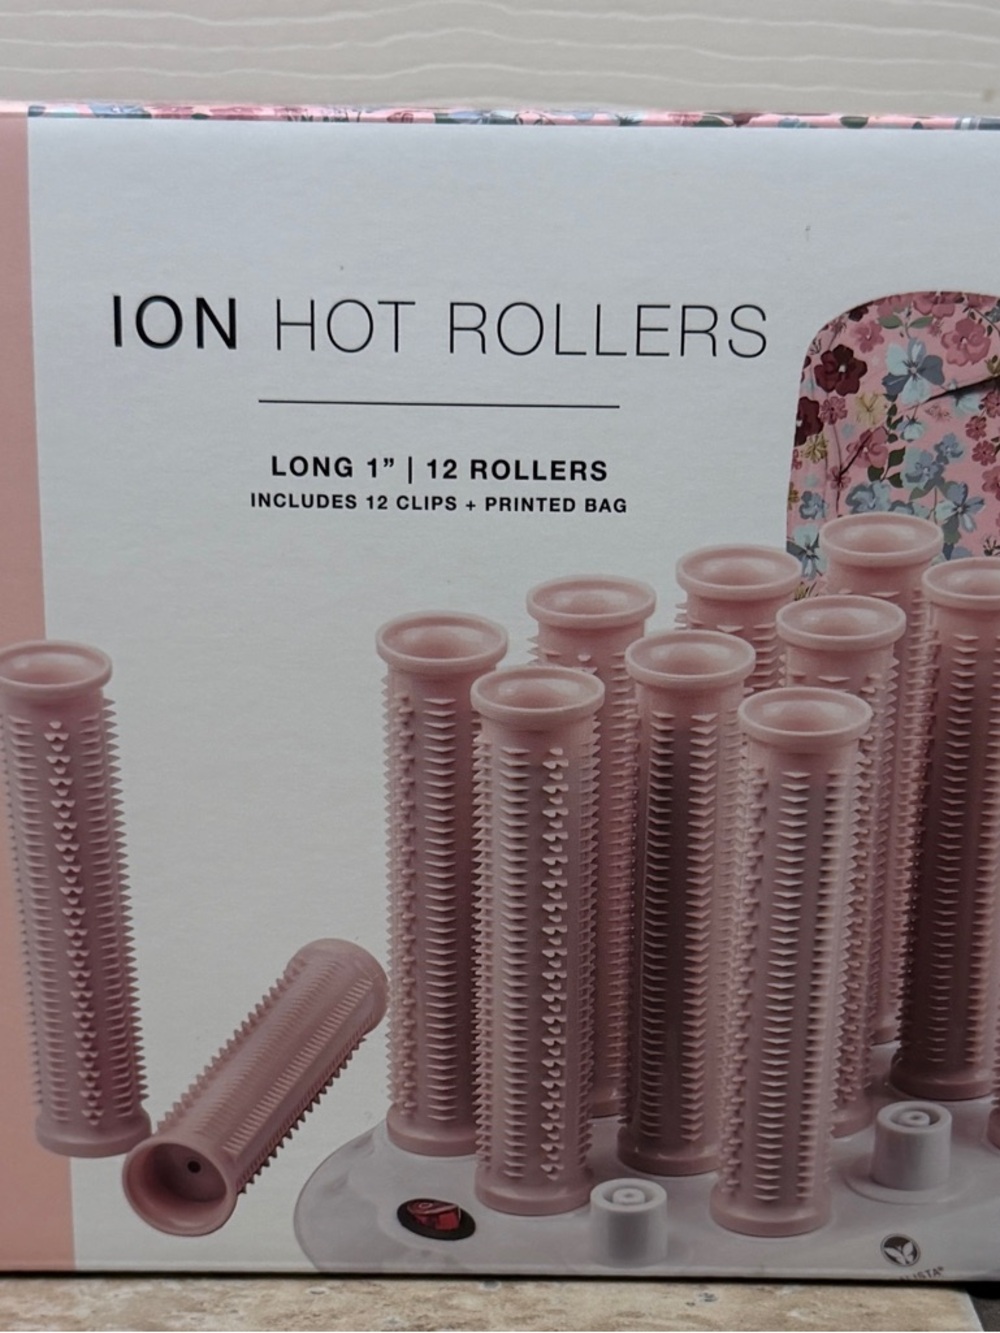 ION HOT ROLLERS
LONG 1” | 12 ROLLERS
INCLUDES 12 CLIPS + PRINTED BAG